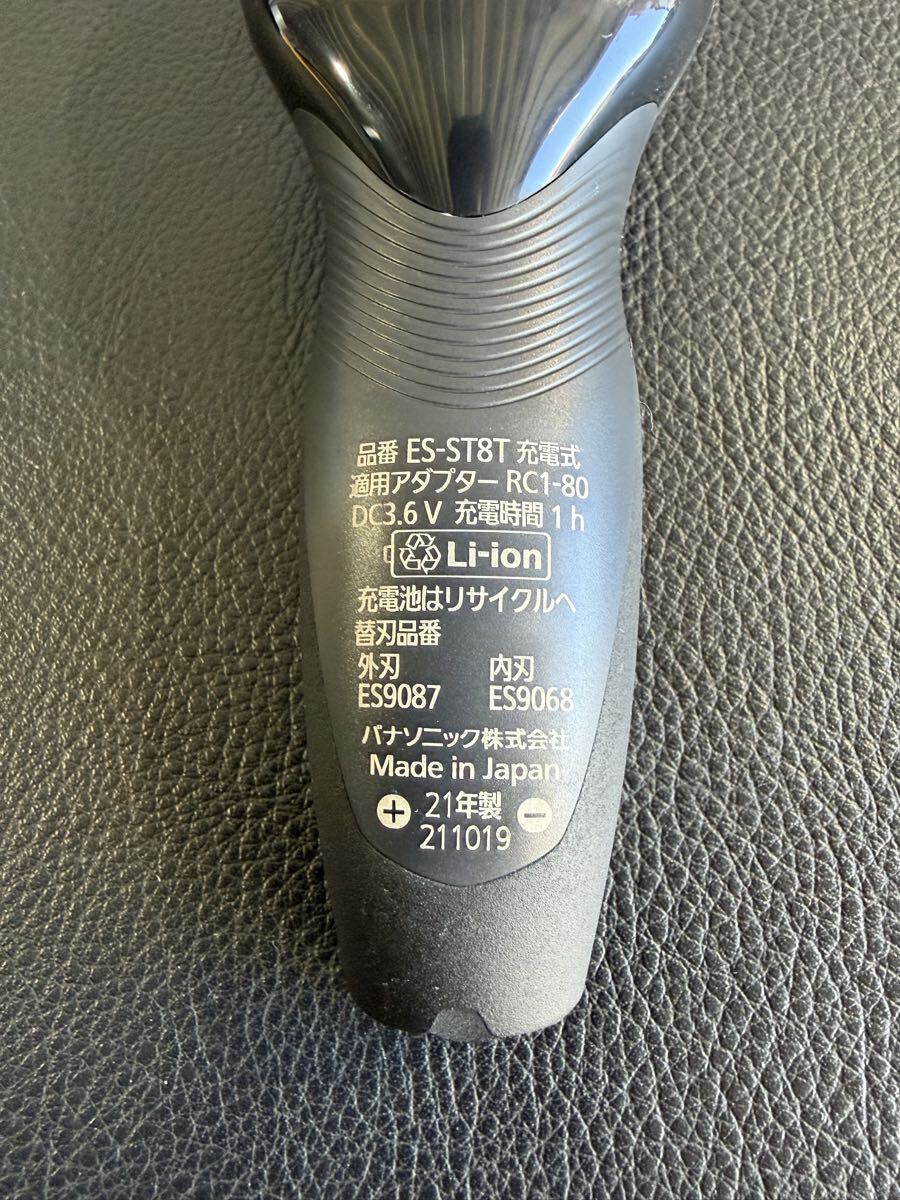 品番 ES-ST8T 充電式
適用アダプター RC1-80
DC3.6 V 充電時間 1 h
Li-ion
充電池はリサイクルへ
替刃品番
外刃 内刃
ES9087 ES9068
パナソニック株式会社
Made in Japan
+ 21年製 −
211019